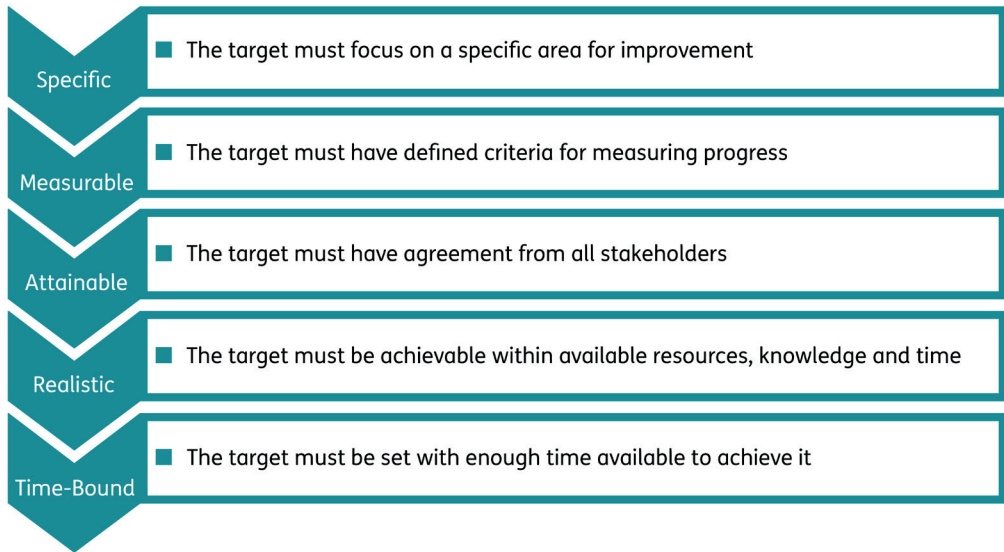 Specific
The target must focus on a specific area for improvement
Measurable
The target must have defined criteria for measuring progress
Attainable
The target must have agreement from all stakeholders
Realistic
The target must be achievable within available resources, knowledge and time
Time-Bound
The target must be set with enough time available to achieve it